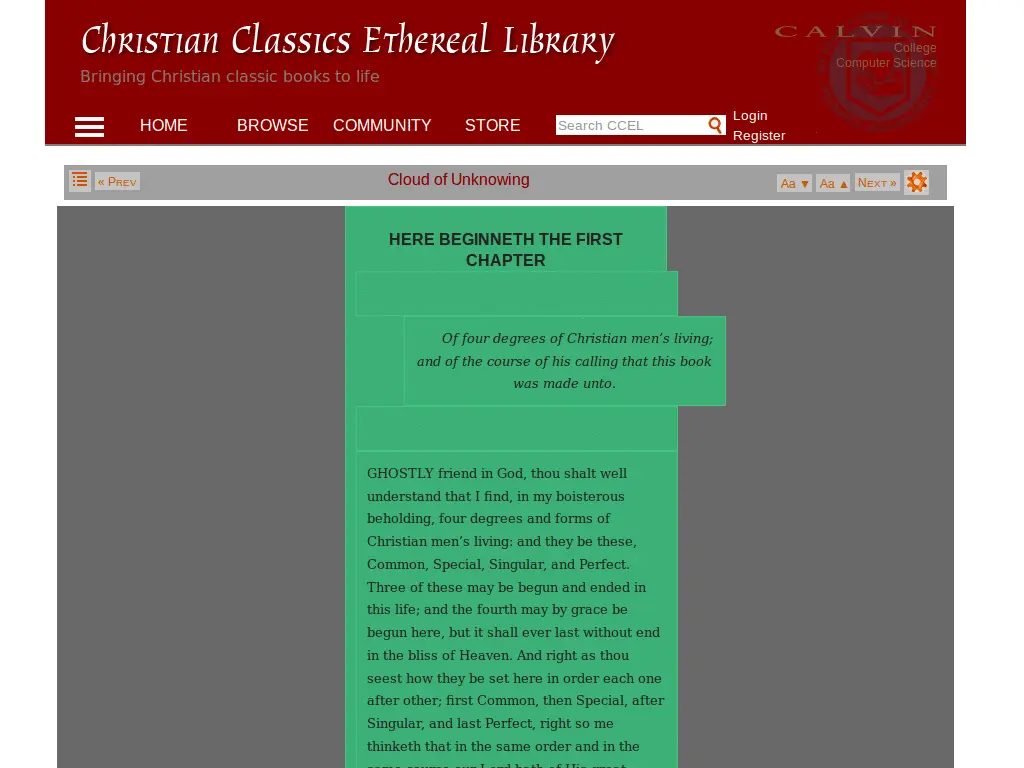 Christian Classics Ethereal Library
Bringing Christian classic books to life
CALVIN
College
Computer Science
HOME BROWSE COMMUNITY STORE
Search CCEL
Login
Register
« PREV
Cloud of Unknowing
Aa ▼ Aa ▲ NEXT »
HERE BEGINNETH THE FIRST
CHAPTER
Of four degrees of Christian men’s living;
and of the course of his calling that this book
was made unto.
GHOSTLY friend in God, thou shalt well
understand that I find, in my boisterous
beholding, four degrees and forms of
Christian men’s living: and they be these,
Common, Special, Singular, and Perfect.
Three of these may be begun and ended in
this life; and the fourth may by grace be
begun here, but it shall ever last without end
in the bliss of Heaven. And right as thou
seest how they be set here in order each one
after other; first Common, then Special, after
Singular, and last Perfect, right so me
thinketh that in the same order and in the
same course our Lord hath of His great